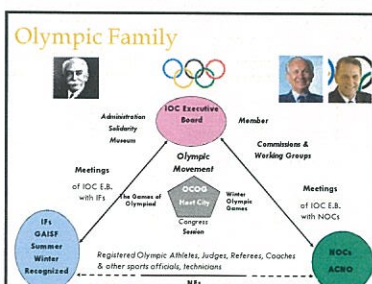 Olympic Family
IOC Executive
Board
Administration
Solidarity
Museum
Member
Commissions &
Working Groups
Olympic
Movement
Meetings
of IOC E.B.
with IFs
The Games of
Olympiad
OCOG
Host City
Winter
Olympic
Games
Congress
Session
Meetings
of IOC E.B.
with NOCs
IFs
GAISF
Summer
Winter
Recognized
Registered Olympic Athletes, Judges, Referees, Coaches
& other sports officials, technicians
NOCs
ACNO
NFs